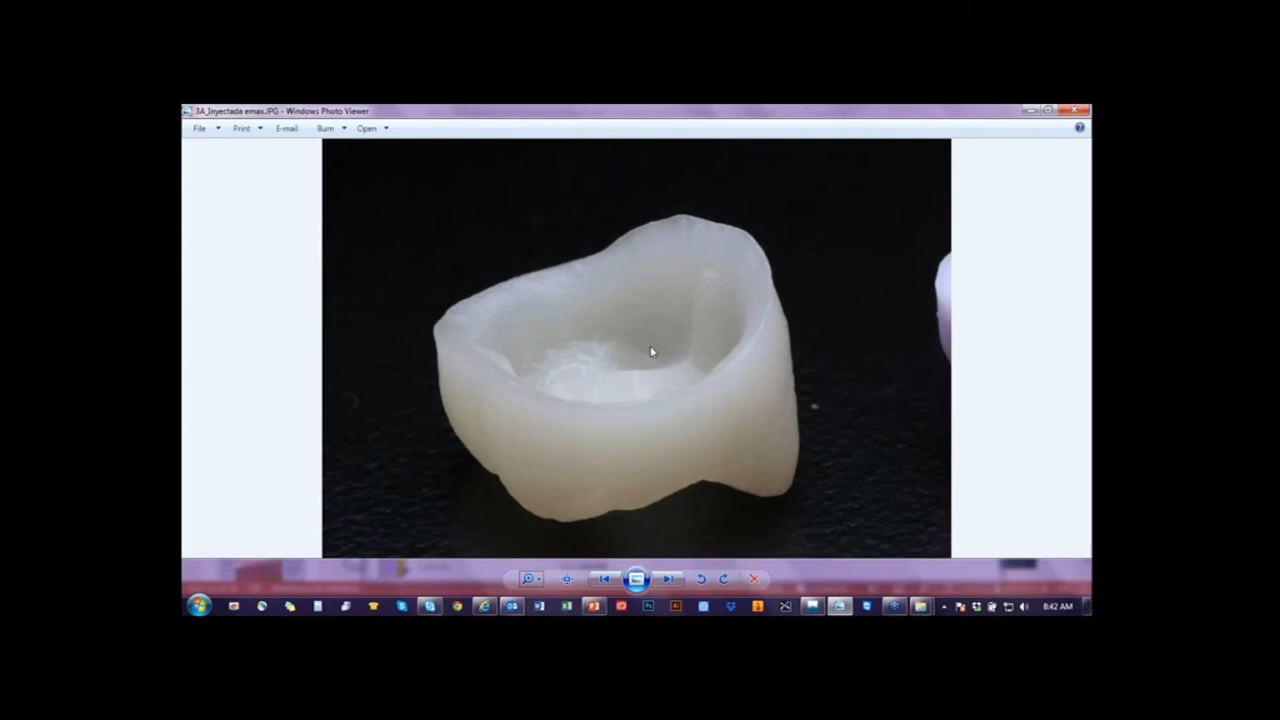 3A_Inyectada emax.JPG - Windows Photo Viewer
File Print E-mail Burn Open
8:42 AM